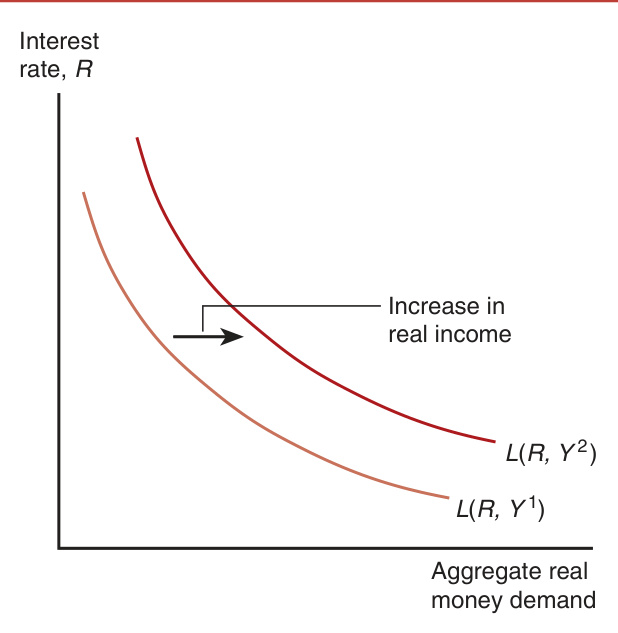 Interest
rate, R
Increase in
real income
L(R, Y²)
L(R, Y¹)
Aggregate real
money demand